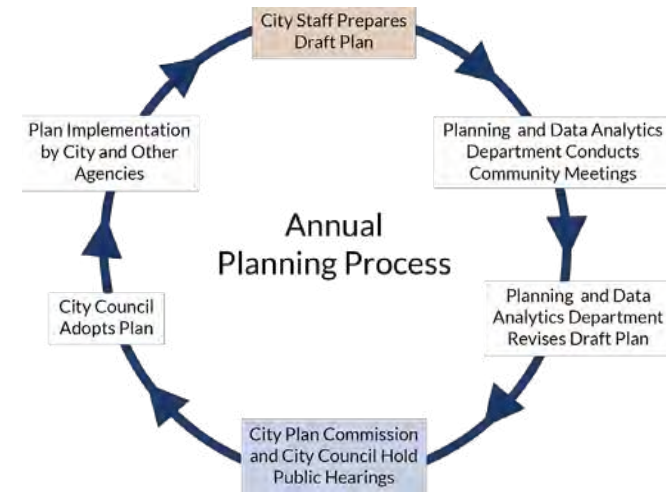 City Staff Prepares
Draft Plan
Planning and Data Analytics
Department Conducts
Community Meetings
Planning and Data
Analytics Department
Revises Draft Plan
City Plan Commission
and City Council Hold
Public Hearings
City Council
Adopts Plan
Plan Implementation
by City and Other
Agencies
Annual
Planning Process